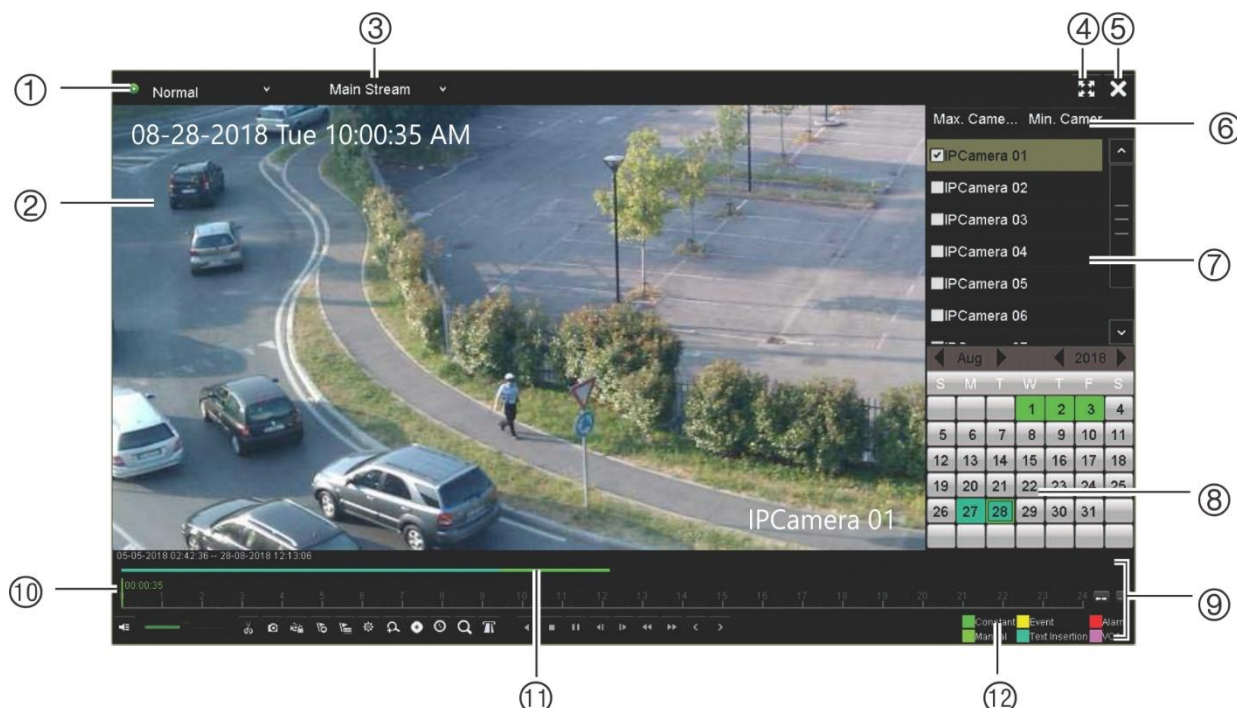 ③
④ ⑤
①
Normal
Main Stream
08-28-2018 Tue 10:00:35 AM
Max. Came... Min. Camer
⑥
IPCamera 01
②
IPCamera 02
IPCamera 03
IPCamera 04
⑦
IPCamera 05
IPCamera 06
Aug 2018
S M T W T F S
1 2 3 4
5 6 7 8 9 10 11
12 13 14 15 16 17 18
19 20 21 22 23 24 25
⑧
26 27 28 29 30 31
IPCamera 01
05-05-2018 02:42:36 -- 28-08-2018 12:13:06
⑩
00:00:35
1 2 3 4 5 6 7 8 9 10 11 12 13 14 15 16 17 18 19 20 21 22 23 24
⑨
Constant Event Alarm
Manual Text Insertion
⑪
⑫